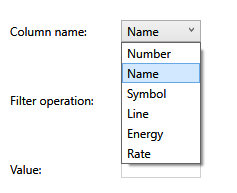 Column name: Name
Number
Name
Symbol
Filter operation:
Line
Energy
Rate
Value: